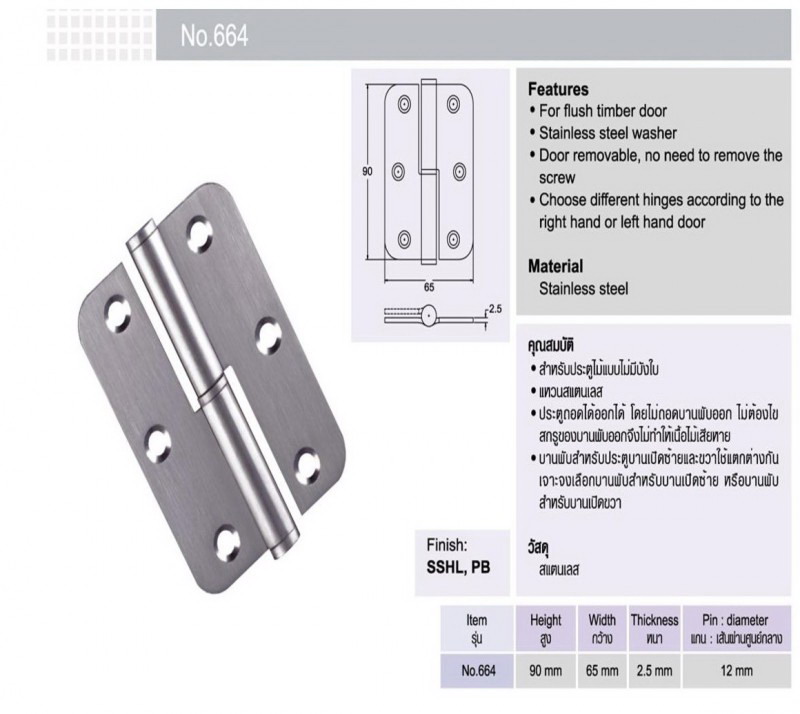 No.664
90
65
2.5
Features
• For flush timber door
• Stainless steel washer
• Door removable, no need to remove the
screw
• Choose different hinges according to the
right hand or left hand door
Material
Stainless steel
คุณสมบัติ
• สำหรับประตูไม้แบบไม่มีบังใบ
• แหวนสแตนเลส
• ประตูถอดได้ออกได้ โดยไม่ถอดบานพับออก ไม่ต้องไข
สกรูของบานพับออกจึงไม่ทำให้เนื้อไม้เสียหาย
• บานพับสำหรับประตูบานเปิดซ้ายและขวาใช้แตกต่างกัน
เจาะจงเลือกบานพับสำหรับบานเปิดซ้าย หรือบานพับ
สำหรับบานเปิดขวา
วัสดุ
สแตนเลส
Finish:
SSHL, PB
Item Height Width Thickness Pin : diameter
รุ่น สูง กว้าง หนา แกน : เส้นผ่านศูนย์กลาง
No.664 90 mm 65 mm 2.5 mm 12 mm